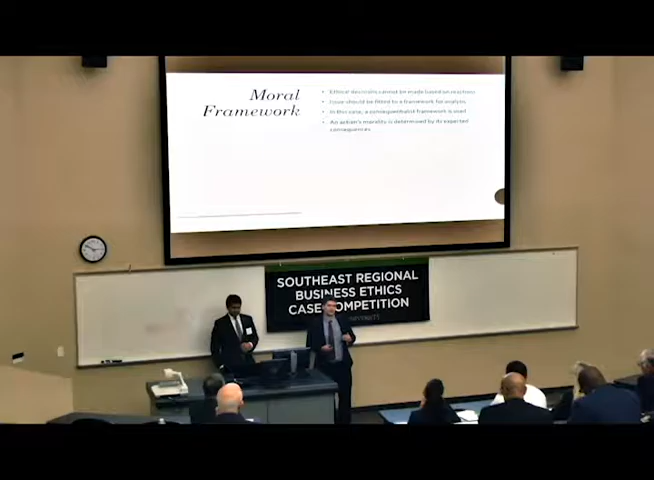 Moral
Framework
• Ethical decisions cannot be made based on reactions
• Issue should be fitted to a framework for analysis
• In this case, a consequentialist framework is used
• An action's morality is determined by its expected
consequences
SOUTHEAST REGIONAL
BUSINESS ETHICS
CASE COMPETITION